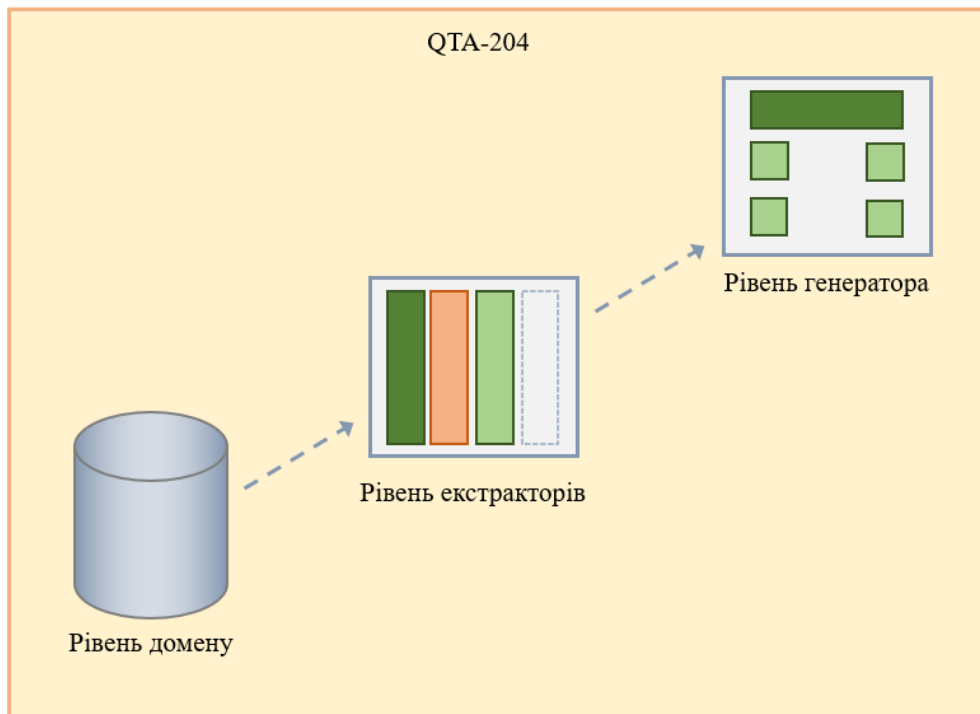 QTA-204
Рівень генератора
Рівень екстракторів
Рівень домену